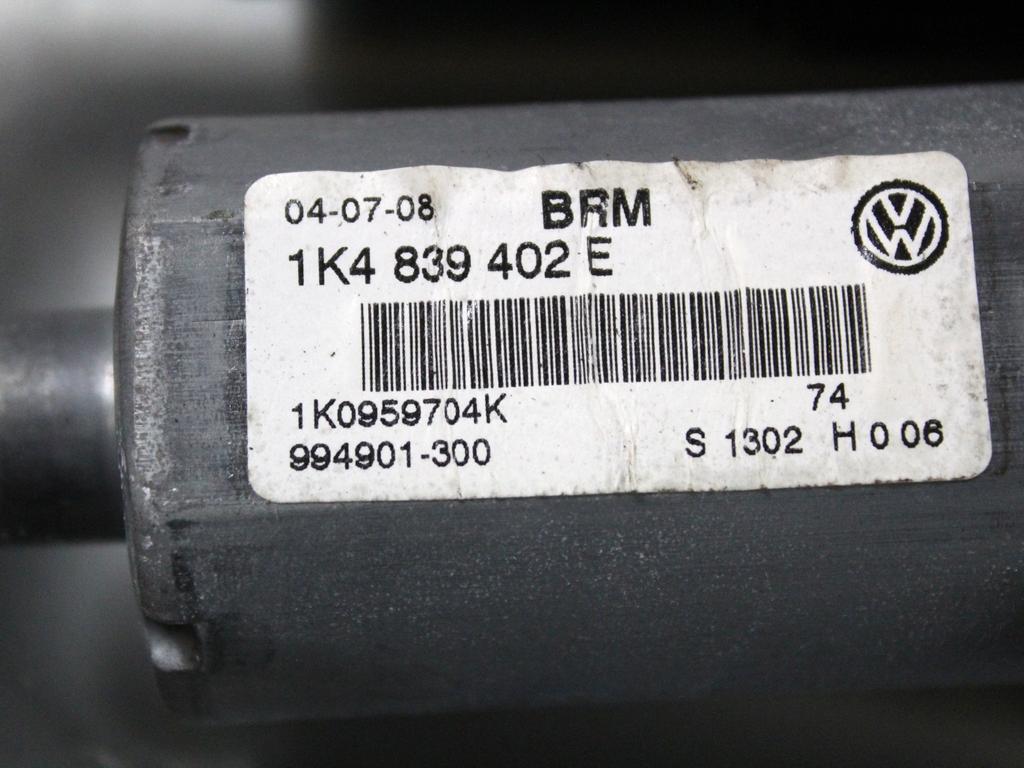 04-07-08 BRM
1K4 839 402 E
1K0959704K 74
994901-300 S 1302 H 0 06